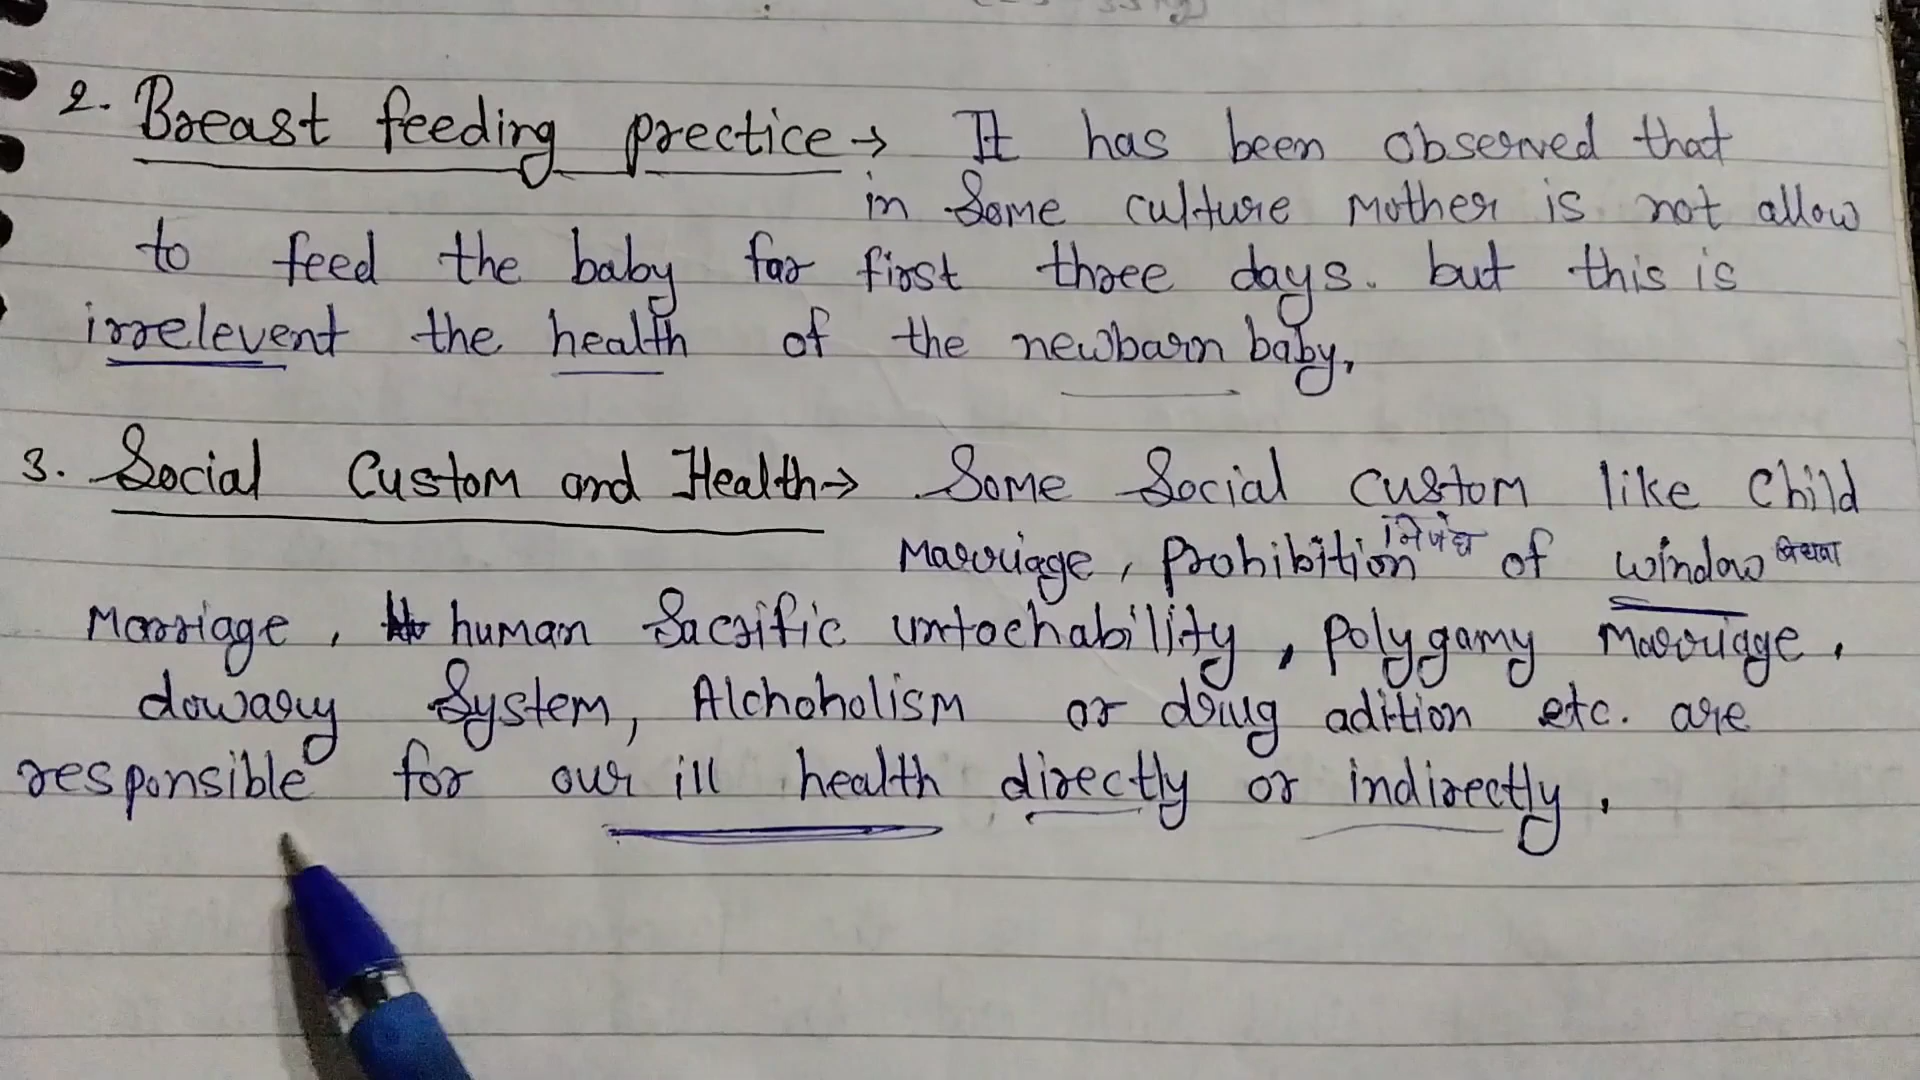 2. Breast feeding prectice → It has been observed that
in Some culture Mother is not allow
to feed the baby for first three days. but this is
irrelevent the health of the newbarn baby,
3. Social Custom and Health → Some Social custom like Child
Marriage, Prohibition निषेध of window विधवा
Marriage, human Sacrific untochability, polygamy Marriage,
dowary System, Alchoholism or drug adition etc. are
responsible for our ill health directly or indirectly.